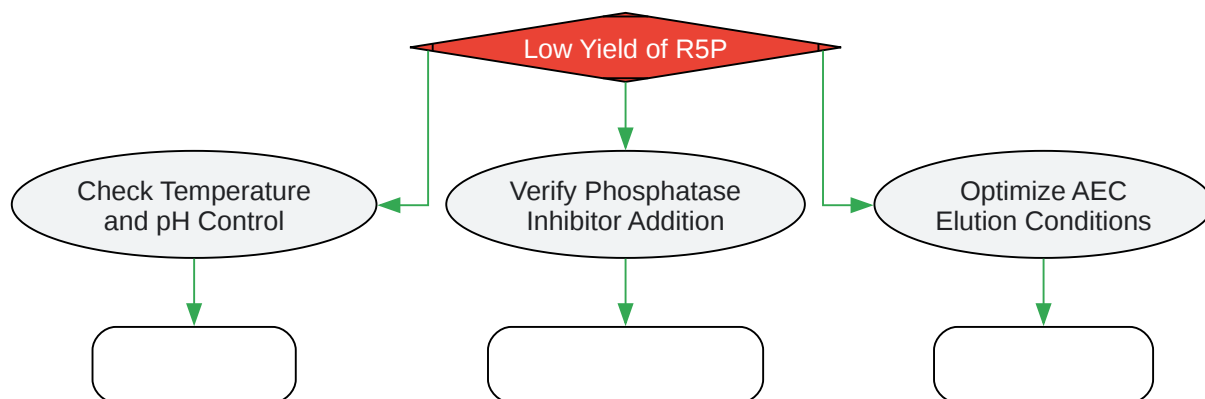 Low Yield of R5P
Check Temperature
and pH Control
Verify Phosphatase
Inhibitor Addition
Optimize AEC
Elution Conditions